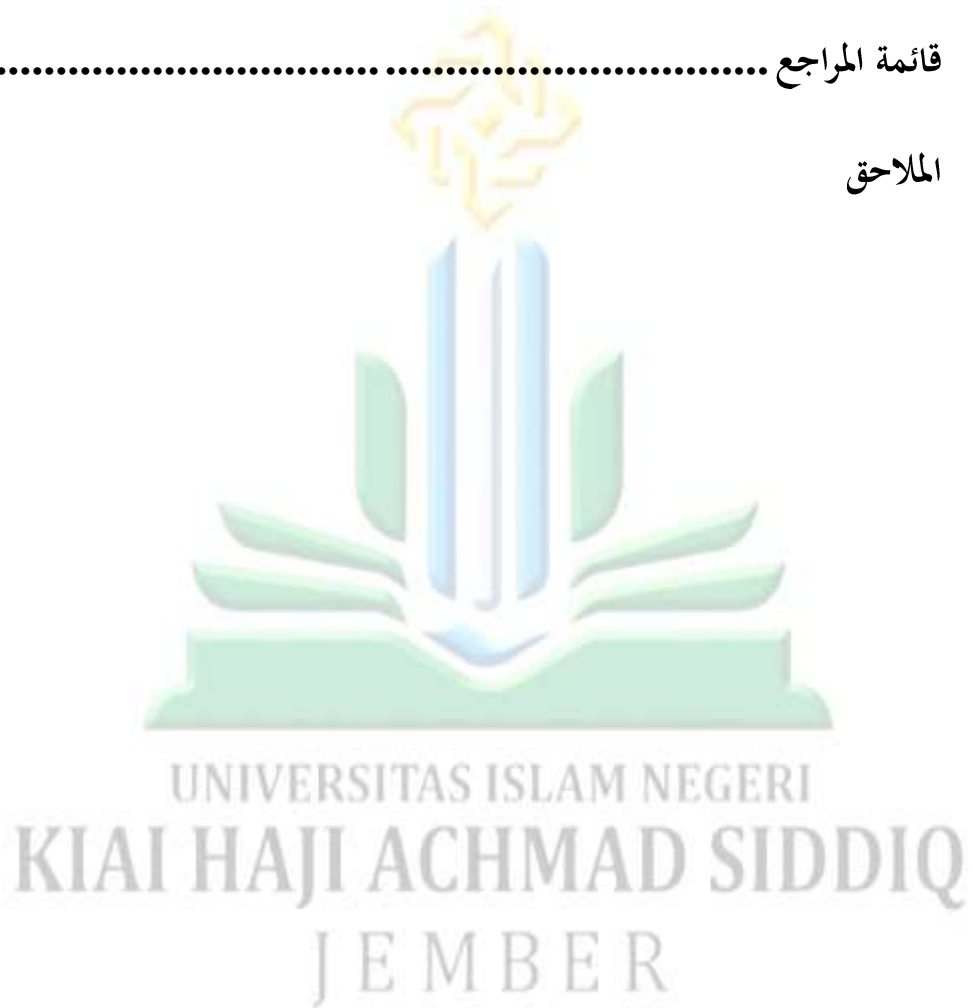 قائمة المراجع ................................................................
الملاحق
UNIVERSITAS ISLAM NEGERI
KIAI HAJI ACHMAD SIDDIQ
JEMBER